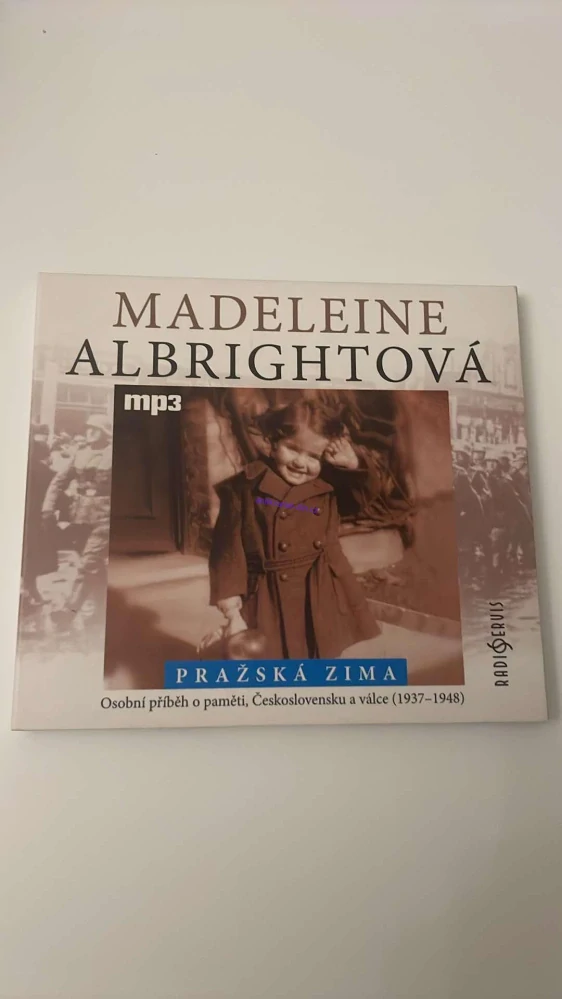 MADELEINE
ALBRIGHTOVÁ
mp3
PRAŽSKÁ ZIMA
Osobní příběh o paměti, Československu a válce (1937–1948)
RADIOSERVIS